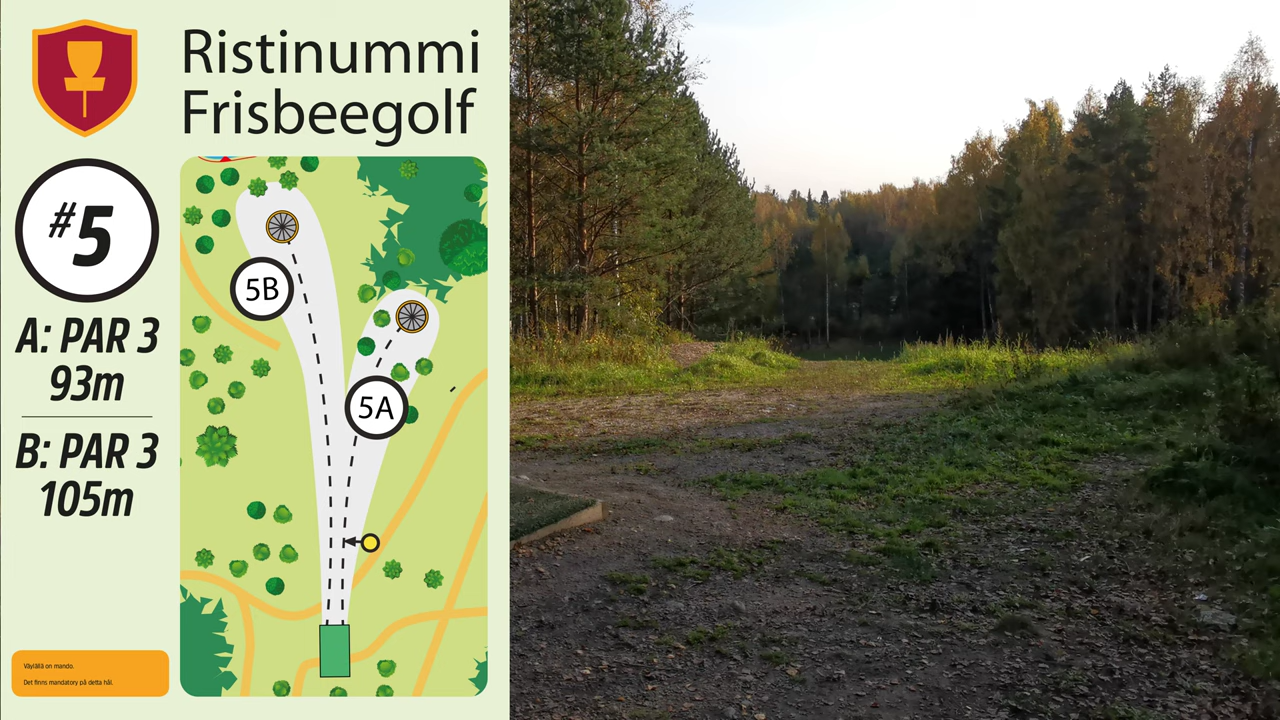 Ristinummi
Frisbeegolf
#5
A: PAR 3
93m
B: PAR 3
105m
5B
5A
Väylällä on mando.
Det finns mandatory på detta hål.